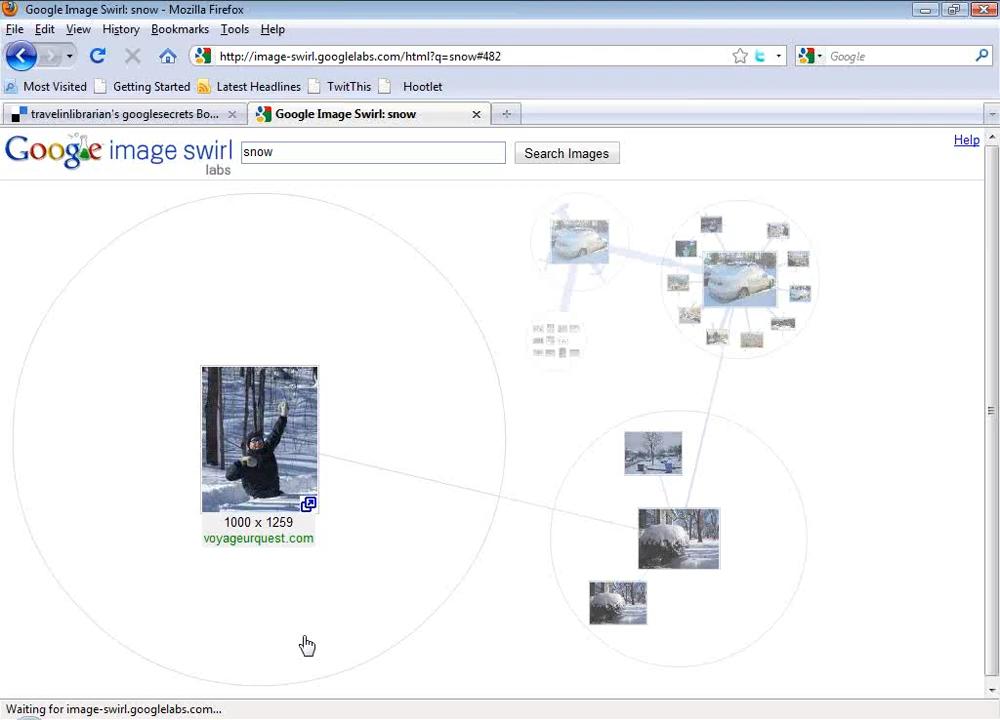 Google Image Swirl: snow - Mozilla Firefox
File Edit View History Bookmarks Tools Help
http://image-swirl.googlelabs.com/html?q=snow#482
Google
Most Visited Getting Started Latest Headlines TwitThis Hootlet
travelinlibrarian's googlesecrets Bo...
Google Image Swirl: snow
Google image swirl
labs
snow
Search Images
Help
1000 x 1259
voyageurquest.com
Waiting for image-swirl.googlelabs.com...